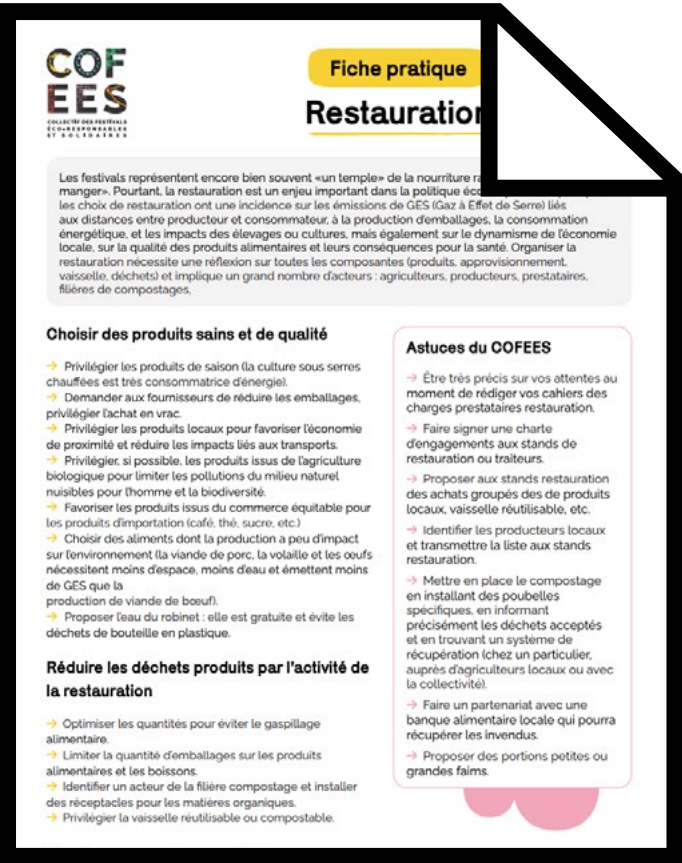 COF
EES
COLLECTIF DES FESTIVALS
ÉCO-RESPONSABLES
ET SOLIDAIRES
Fiche pratique
Restauration
Les festivals représentent encore bien souvent «un temple» de la nourriture
manger». Pourtant, la restauration est un enjeu important dans la politique
les choix de restauration ont une incidence sur les émissions de GES (Gaz à Effet de Serre) liés
aux distances entre producteur et consommateur, à la production d'emballages, la consommation
énergétique, et les impacts des élevages ou cultures, mais également sur le dynamisme de l'économie
locale, sur la qualité des produits alimentaires et leurs conséquences pour la santé. Organiser la
restauration nécessite une réflexion sur toutes les composantes (produits, approvisionnement,
vaisselle, déchets) et implique un grand nombre d'acteurs : agriculteurs, producteurs, prestataires,
filières de compostages,
Choisir des produits sains et de qualité
→ Privilégier les produits de saison (la culture sous serres
chauffées est très consommatrice d'énergie).
→ Demander aux fournisseurs de réduire les emballages,
privilégier l'achat en vrac.
→ Privilégier les produits locaux pour favoriser l'économie
de proximité et réduire les impacts liés aux transports.
→ Privilégier, si possible, les produits issus de l'agriculture
biologique pour limiter les pollutions du milieu naturel
nuisibles pour l'homme et la biodiversité.
→ Favoriser les produits issus du commerce équitable pour
les produits d'importation (café, thé, sucre, etc.)
→ Choisir des aliments dont la production a peu d'impact
sur l'environnement (la viande de porc, la volaille et les œufs
nécessitent moins d'espace, moins d'eau et émettent moins
de GES que la
production de viande de bœuf).
→ Proposer l'eau du robinet : elle est gratuite et évite les
déchets de bouteille en plastique.
Réduire les déchets produits par l'activité de
la restauration
→ Optimiser les quantités pour éviter le gaspillage
alimentaire.
→ Limiter la quantité d'emballages sur les produits
alimentaires et les boissons.
→ Identifier un acteur de la filière compostage et installer
des réceptacles pour les matières organiques.
→ Privilégier la vaisselle réutilisable ou compostable.
Astuces du COFEES
→ Être très précis sur vos attentes au
moment de rédiger vos cahiers des
charges prestataires restauration.
→ Faire signer une charte
d'engagements aux stands de
restauration ou traiteurs.
→ Proposer aux stands restauration
des achats groupés des de produits
locaux, vaisselle réutilisable, etc.
→ Identifier les producteurs locaux
et transmettre la liste aux stands
restauration.
→ Mettre en place le compostage
en installant des poubelles
spécifiques, en informant
précisément les déchets acceptés
et en trouvant un système de
récupération (chez un particulier,
auprès d'agriculteurs locaux ou avec
la collectivité).
→ Faire un partenariat avec une
banque alimentaire locale qui pourra
récupérer les invendus.
→ Proposer des portions petites ou
grandes faims.